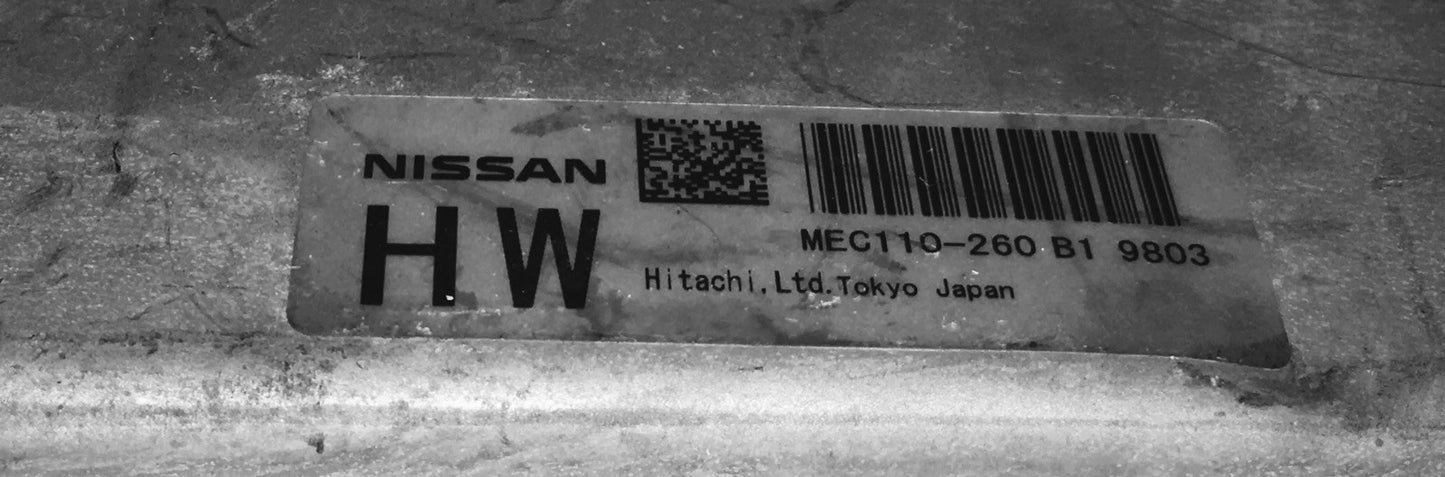 NISSAN
HW
MEC110-260 B1 9803
Hitachi,Ltd.Tokyo Japan